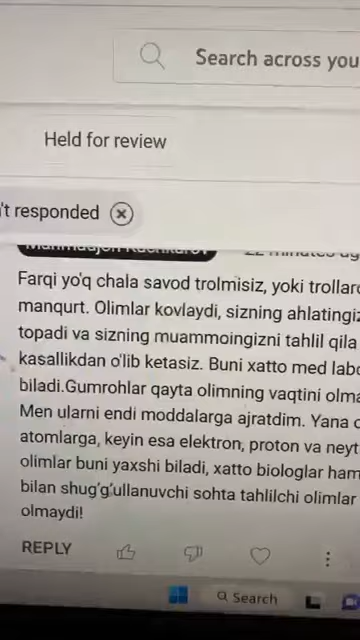 Search across you
Held for review
't responded
Farqi yo'q chala savod trolmisiz, yoki trollar
manqurt. Olimlar kovlaydi, sizning ahlatingiz
topadi va sizning muammoingizni tahlil qila
kasallikdan o'lib ketasiz. Buni xatto med lab
biladi.Gumrohlar qayta olimning vaqtini olma
Men ularni endi moddalarga ajratdim. Yana
atomlarga, keyin esa elektron, proton va neyt
olimlar buni yaxshi biladi, xatto biologlar ham
bilan shug'g'ullanuvchi sohta tahlilchi olimlar
olmaydi!
REPLY
Search